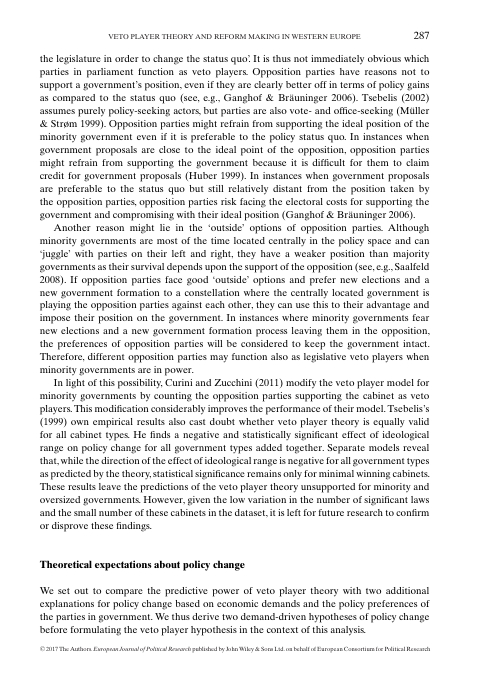 VETO PLAYER THEORY AND REFORM MAKING IN WESTERN EUROPE 287
the legislature in order to change the status quo'. It is thus not immediately obvious which
parties in parliament function as veto players. Opposition parties have reasons not to
support a government's position, even if they are clearly better off in terms of policy gains
as compared to the status quo (see, e.g., Ganghof & Bräuninger 2006). Tsebelis (2002)
assumes purely policy-seeking actors, but parties are also vote- and office-seeking (Müller
& Strøm 1999). Opposition parties might refrain from supporting the ideal position of the
minority government even if it is preferable to the policy status quo. In instances when
government proposals are close to the ideal point of the opposition, opposition parties
might refrain from supporting the government because it is difficult for them to claim
credit for government proposals (Huber 1999). In instances when government proposals
are preferable to the status quo but still relatively distant from the position taken by
the opposition parties, opposition parties risk facing the electoral costs for supporting the
government and compromising with their ideal position (Ganghof & Bräuninger 2006).
Another reason might lie in the 'outside' options of opposition parties. Although
minority governments are most of the time located centrally in the policy space and can
'juggle' with parties on their left and right, they have a weaker position than majority
governments as their survival depends upon the support of the opposition (see, e.g., Saalfeld
2008). If opposition parties face good 'outside' options and prefer new elections and a
new government formation to a constellation where the centrally located government is
playing the opposition parties against each other, they can use this to their advantage and
impose their position on the government. In instances where minority governments fear
new elections and a new government formation process leaving them in the opposition,
the preferences of opposition parties will be considered to keep the government intact.
Therefore, different opposition parties may function also as legislative veto players when
minority governments are in power.
In light of this possibility, Curini and Zucchini (2011) modify the veto player model for
minority governments by counting the opposition parties supporting the cabinet as veto
players. This modification considerably improves the performance of their model. Tsebelis's
(1999) own empirical results also cast doubt whether veto player theory is equally valid
for all cabinet types. He finds a negative and statistically significant effect of ideological
range on policy change for all government types added together. Separate models reveal
that, while the direction of the effect of ideological range is negative for all government types
as predicted by the theory, statistical significance remains only for minimal winning cabinets.
These results leave the predictions of the veto player theory unsupported for minority and
oversized governments. However, given the low variation in the number of significant laws
and the small number of these cabinets in the dataset, it is left for future research to confirm
or disprove these findings.
Theoretical expectations about policy change
We set out to compare the predictive power of veto player theory with two additional
explanations for policy change based on economic demands and the policy preferences of
the parties in government. We thus derive two demand-driven hypotheses of policy change
before formulating the veto player hypothesis in the context of this analysis.
© 2017 The Authors. European Journal of Political Research published by John Wiley & Sons Ltd. on behalf of European Consortium for Political Research